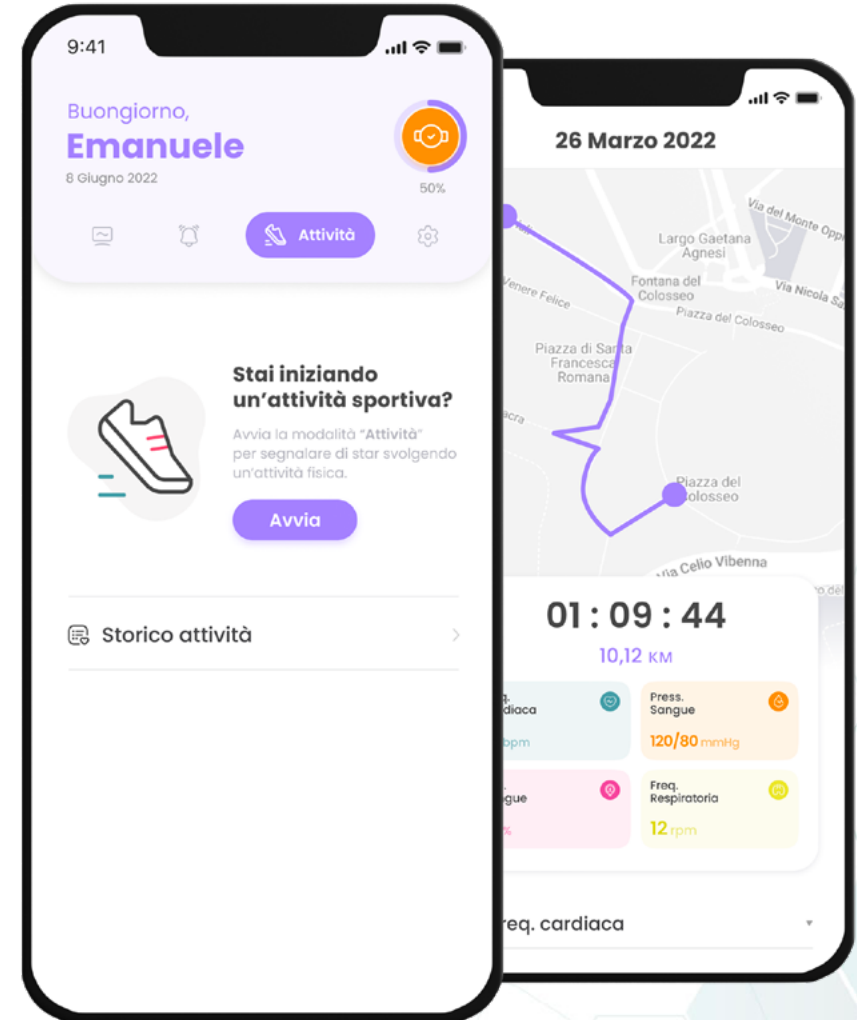 9:41
Buongiorno,
Emanuele
8 Giugno 2022
50%
Attività
Stai iniziando
un'attività sportiva?
Avvia la modalità "Attività"
per segnalare di star svolgendo
un'attività fisica.
Avvia
Storico attività
26 Marzo 2022
Via del Monte Oppi
Largo Gaetana
Agnesi
Fontana del
Colosseo
Via Nicola Sa
Venere Felice
Piazza del Colosseo
Piazza di Santa
Francesca
Romana
acra
Piazza del
Colosseo
Via Celio Vibenna
01 : 09 : 44
10,12 KM
diaca
bpm
Press.
Sangue
120/80 mmHg
gue
%
Freq.
Respiratoria
12 rpm
req. cardiaca